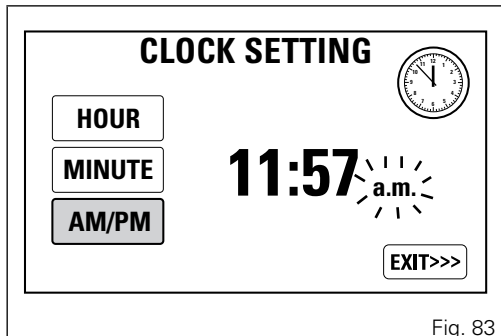 CLOCK SETTING
HOUR
MINUTE
AM/PM
11:57 a.m.
EXIT>>>
Fig. 83